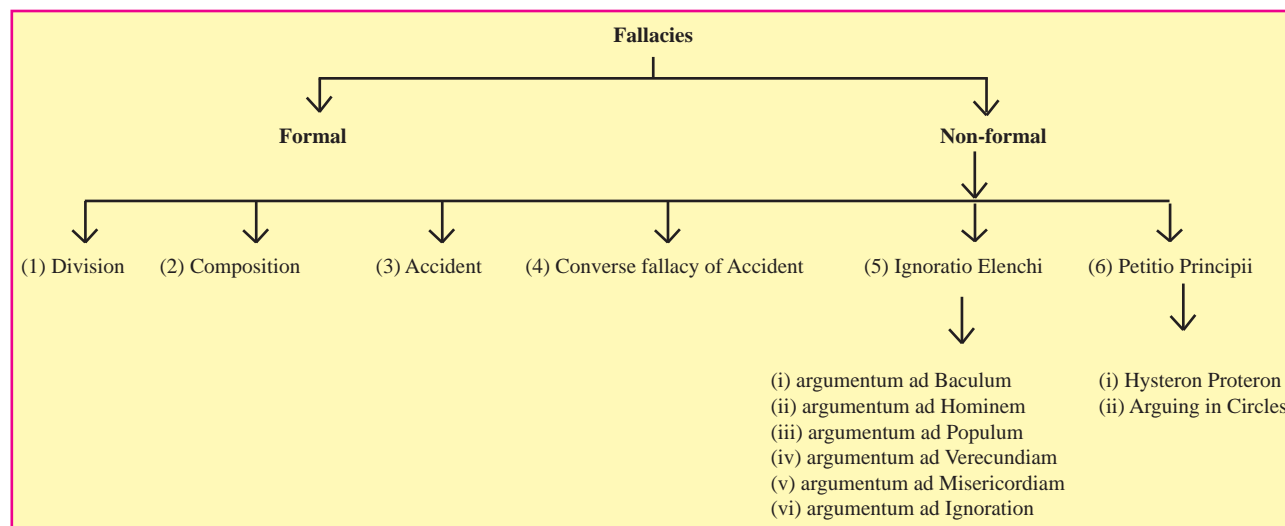 Fallacies
Formal
Non-formal
(1) Division
(2) Composition
(3) Accident
(4) Converse fallacy of Accident
(5) Ignoratio Elenchi
(6) Petitio Principii
(i) argumentum ad Baculum
(ii) argumentum ad Hominem
(iii) argumentum ad Populum
(iv) argumentum ad Verecundiam
(v) argumentum ad Misericordiam
(vi) argumentum ad Ignoration
(i) Hysteron Proteron
(ii) Arguing in Circles